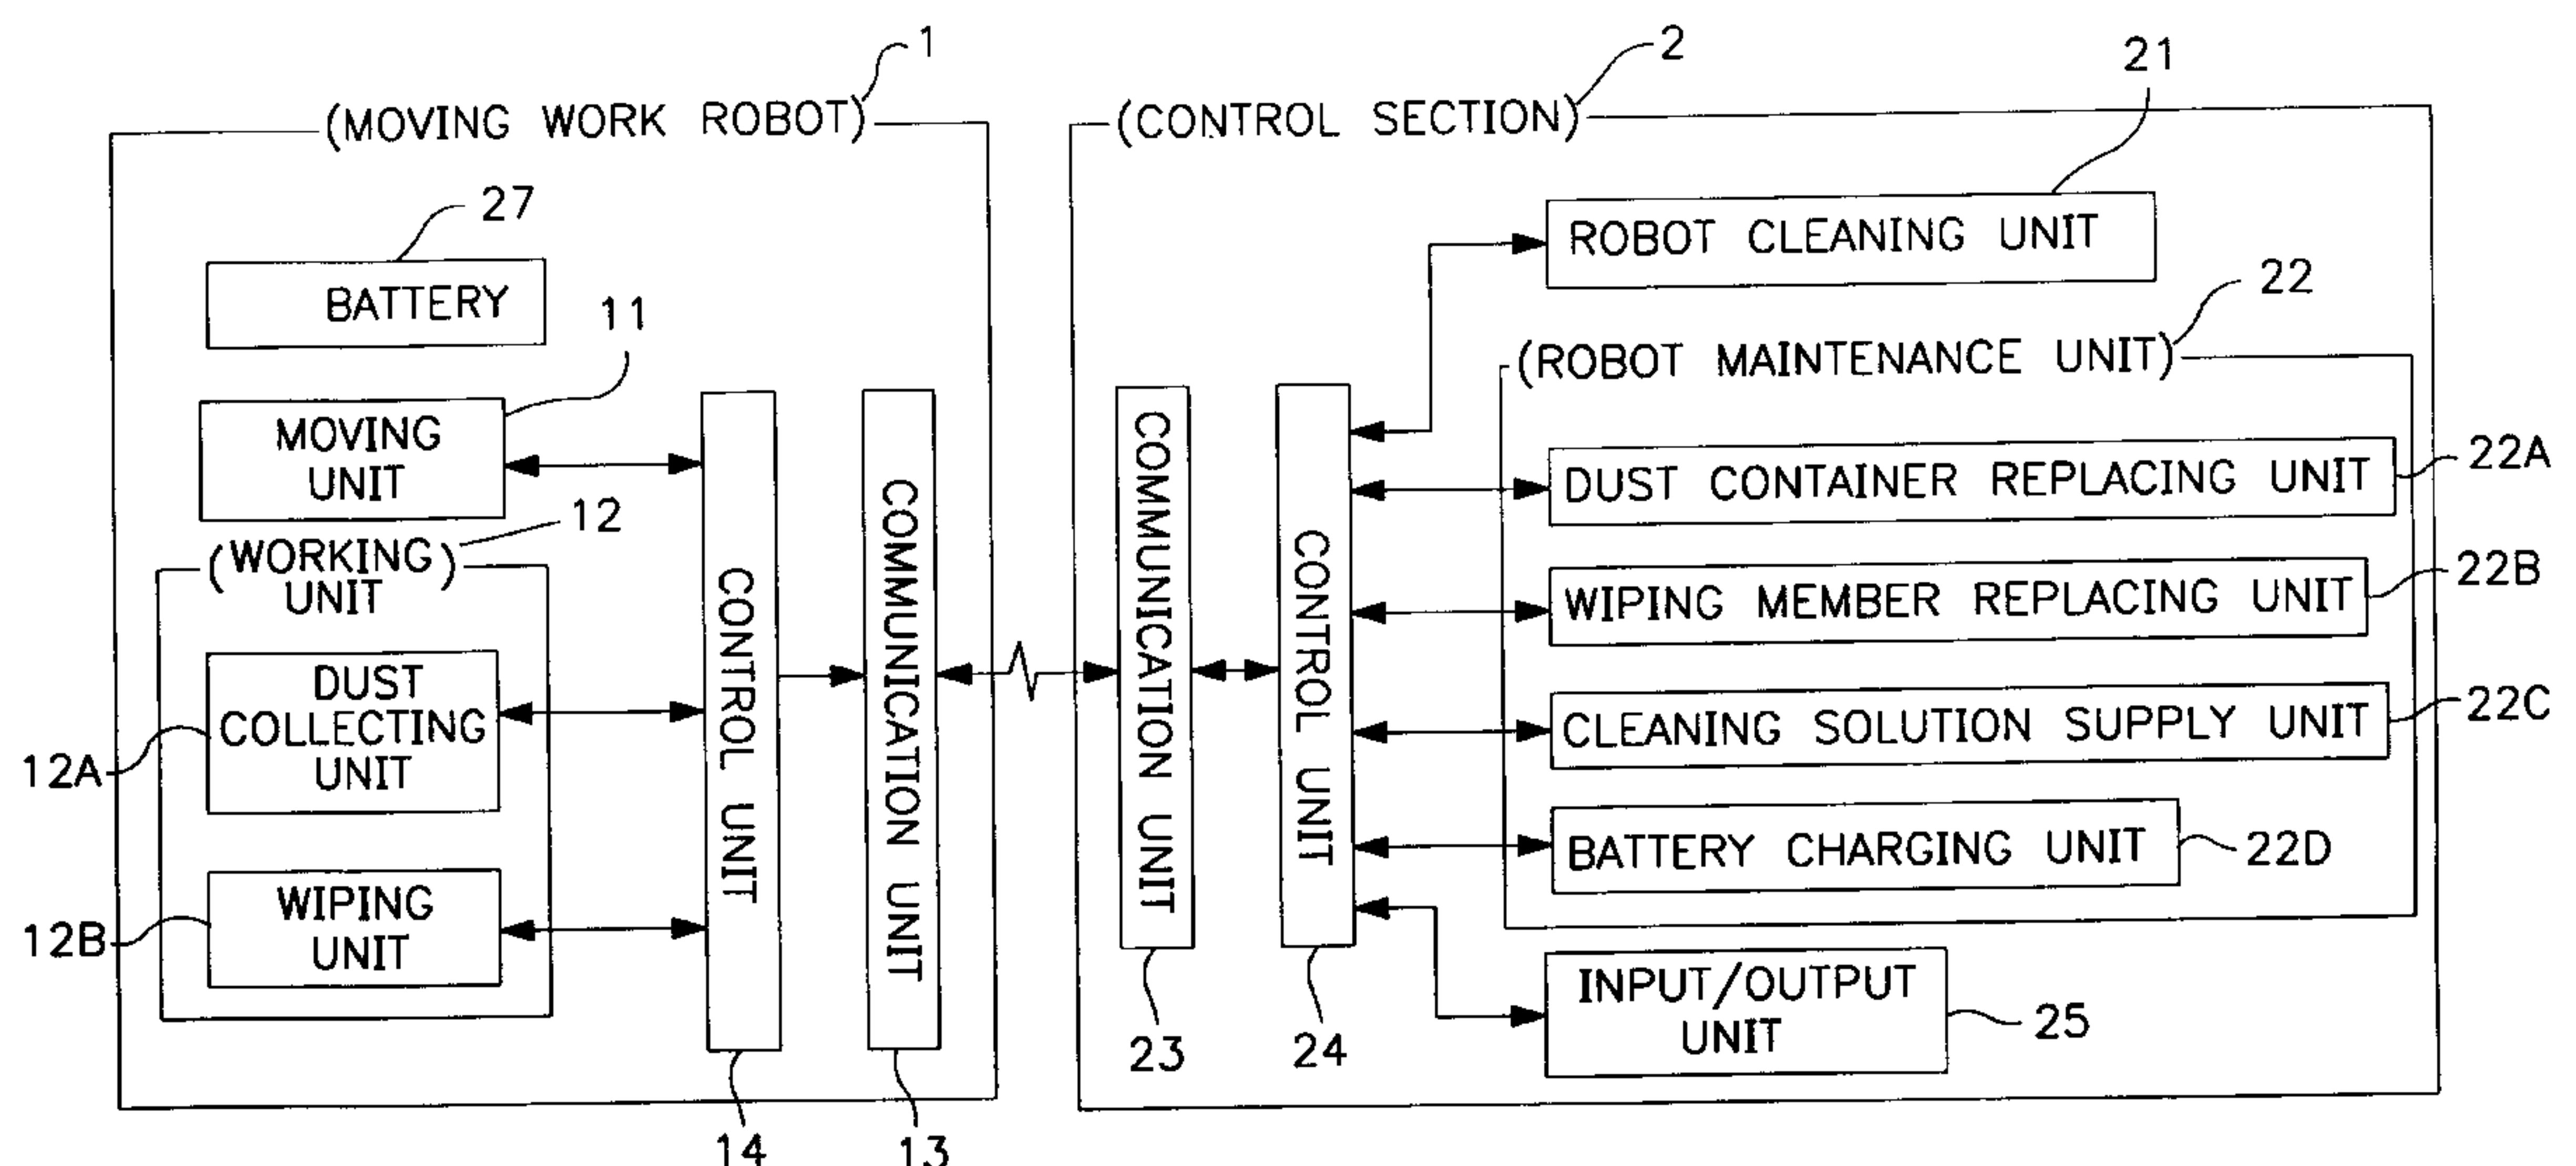 1
(MOVING WORK ROBOT)
27
BATTERY
11
MOVING
UNIT
12
(WORKING)
UNIT
DUST
COLLECTING
UNIT
12A
WIPING
UNIT
12B
CONTROL UNIT
14
COMMUNICATION UNIT
13
2
(CONTROL SECTION)
COMMUNICATION UNIT
23
CONTROL UNIT
24
21
ROBOT CLEANING UNIT
22
(ROBOT MAINTENANCE UNIT)
DUST CONTAINER REPLACING UNIT
22A
WIPING MEMBER REPLACING UNIT
22B
CLEANING SOLUTION SUPPLY UNIT
22C
BATTERY CHARGING UNIT
22D
INPUT/OUTPUT
UNIT
25